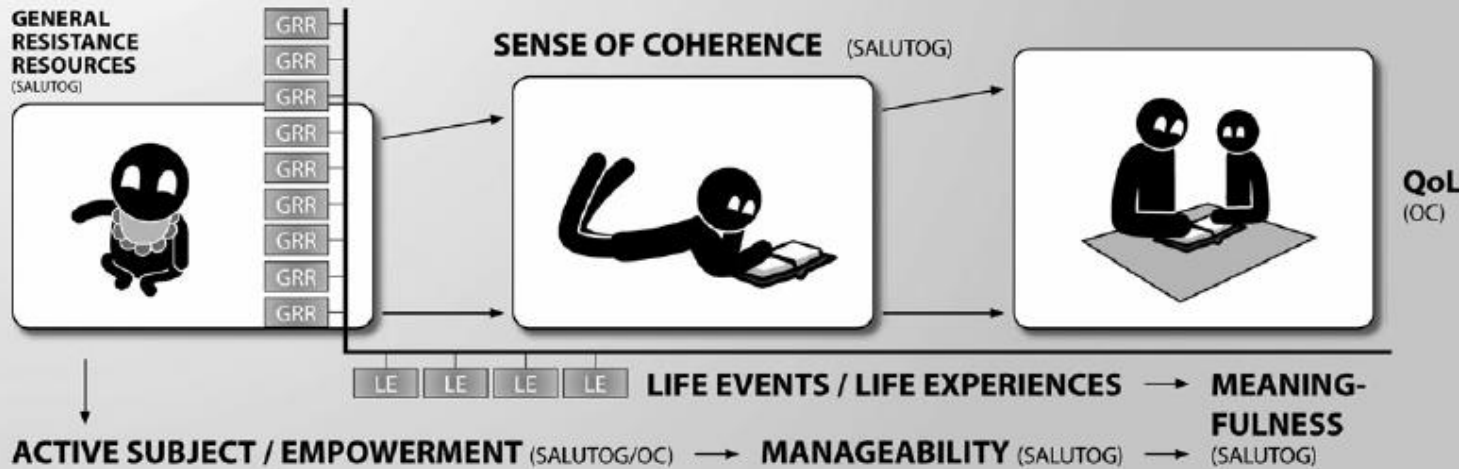 GENERAL
RESISTANCE
RESOURCES
(SALUTOG)
GRR
GRR
GRR
GRR
GRR
GRR
GRR
GRR
GRR
SENSE OF COHERENCE (SALUTOG)
QoL
(OC)
LE LE LE LE LIFE EVENTS / LIFE EXPERIENCES → MEANING-
FULNESS
(SALUTOG)
ACTIVE SUBJECT / EMPOWERMENT (SALUTOG/OC) → MANAGEABILITY (SALUTOG) →